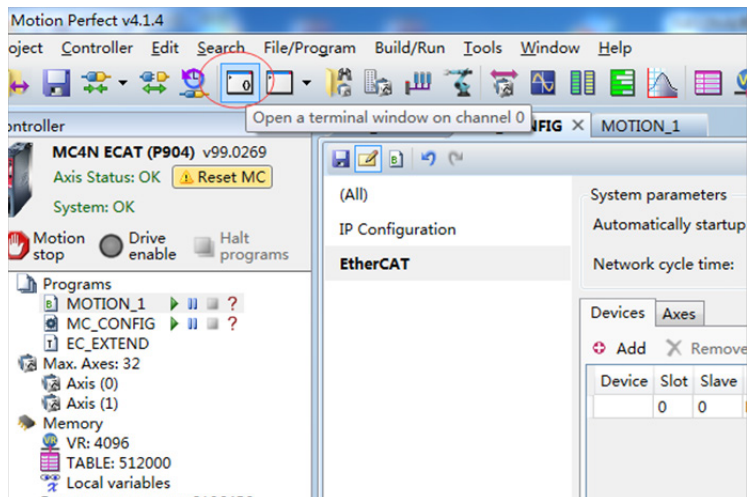 Motion Perfect v4.1.4
oject Controller Edit Search File/Program Build/Run Tools Window Help
0
Open a terminal window on channel 0
ontroller
FIG × MOTION_1
MC4N ECAT (P904) v99.0269
Axis Status: OK Reset MC
System: OK
Motion stop
Drive enable
Halt programs
Programs
MOTION_1 ?
MC_CONFIG ?
EC_EXTEND
Max. Axes: 32
Axis (0)
Axis (1)
Memory
VR: 4096
TABLE: 512000
Local variables
(All)
IP Configuration
EtherCAT
System parameters
Automatically startup
Network cycle time:
Devices Axes
Add Remove
Device Slot Slave
0 0